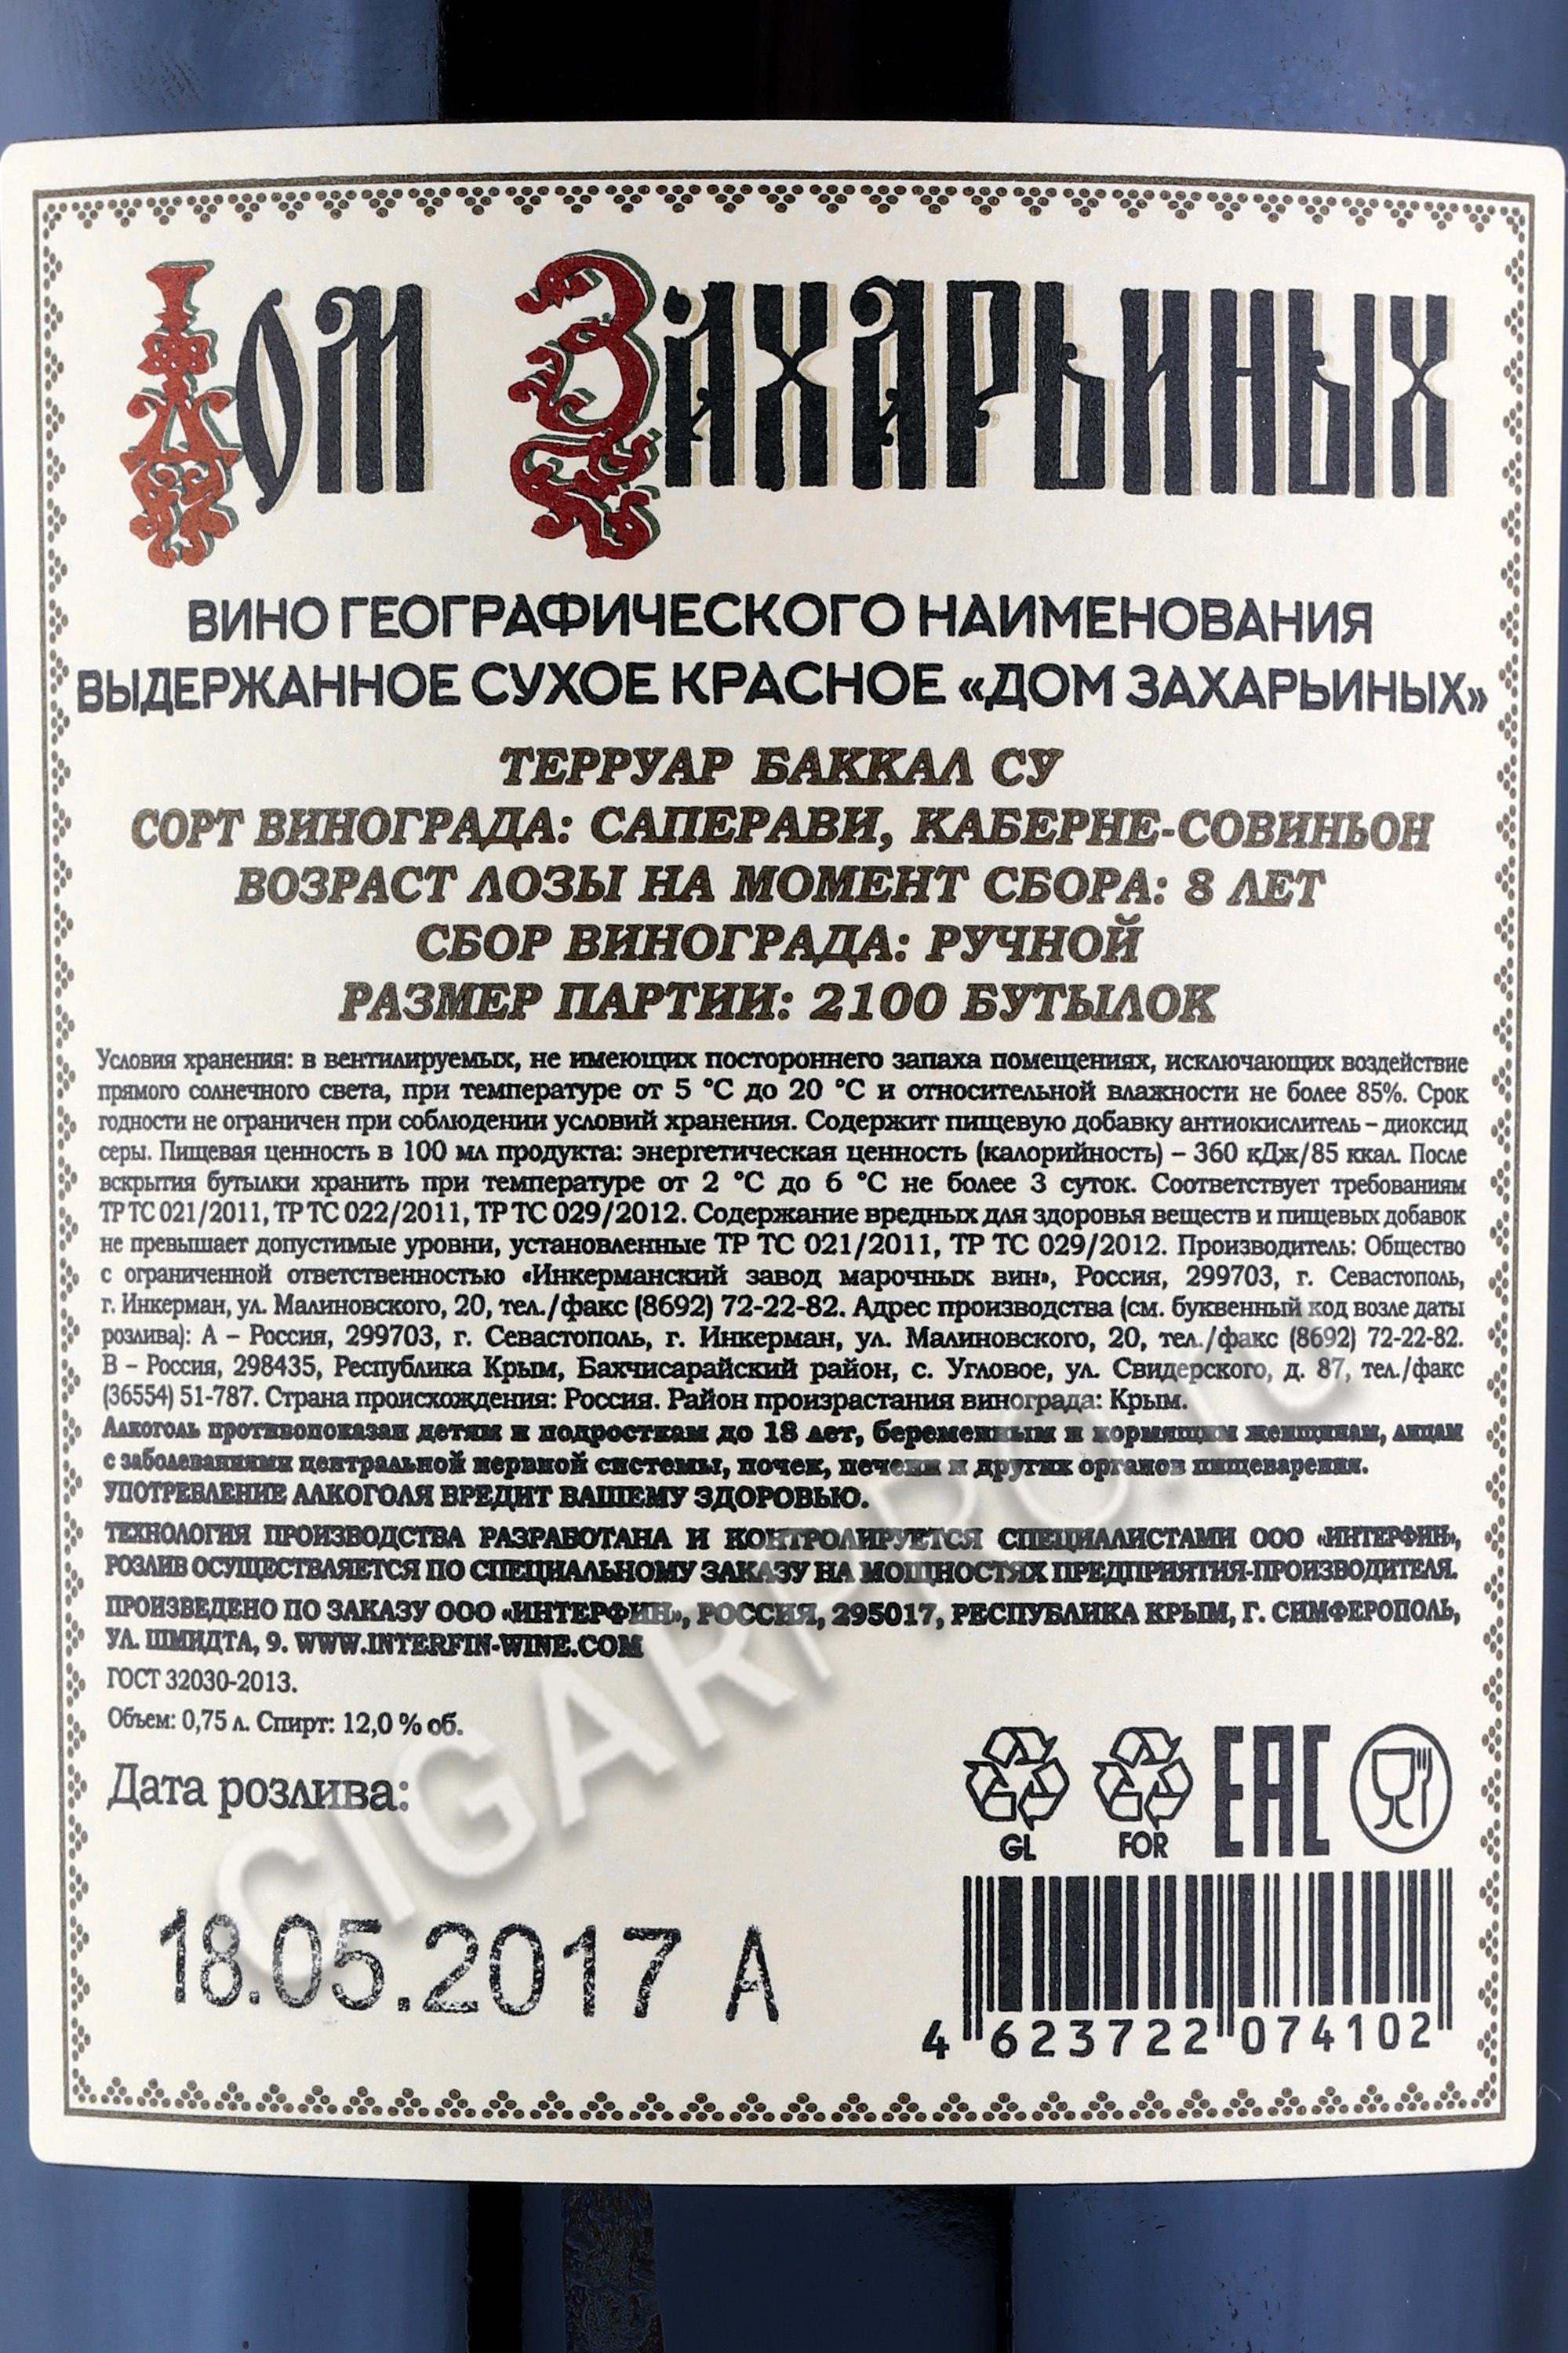 Дом Захарьиных
ВИНО ГЕОГРАФИЧЕСКОГО НАИМЕНОВАНИЯ
ВЫДЕРЖАННОЕ СУХОЕ КРАСНОЕ «ДОМ ЗАХАРЬИНЫХ»
ТЕРРУАР БАККАЛ СУ
СОРТ ВИНОГРАДА: САПЕРАВИ, КАБЕРНЕ-СОВИНЬОН
ВОЗРАСТ ЛОЗЫ НА МОМЕНТ СБОРА: 8 ЛЕТ
СБОР ВИНОГРАДА: РУЧНОЙ
РАЗМЕР ПАРТИИ: 2100 БУТЫЛОК
Условия хранения: в вентилируемых, не имеющих постороннего запаха помещениях, исключающих воздействие
прямого солнечного света, при температуре от 5 °С до 20 °С и относительной влажности не более 85%. Срок
годности не ограничен при соблюдении условий хранения. Содержит пищевую добавку антиокислитель – диоксид
серы. Пищевая ценность в 100 мл продукта: энергетическая ценность (калорийность) – 360 кДж/85 ккал. После
вскрытия бутылки хранить при температуре от 2 °С до 6 °С не более 3 суток. Соответствует требованиям
ТР ТС 021/2011, ТР ТС 022/2011, ТР ТС 029/2012. Содержание вредных для здоровья веществ и пищевых добавок
не превышает допустимые уровни, установленные ТР ТС 021/2011, ТР ТС 029/2012. Производитель: Общество
с ограниченной ответственностью «Инкерманский завод марочных вин», Россия, 299703, г. Севастополь,
г. Инкерман, ул. Малиновского, 20, тел./факс (8692) 72-22-82. Адрес производства (см. буквенный код возле даты
розлива): А – Россия, 299703, г. Севастополь, г. Инкерман, ул. Малиновского, 20, тел./факс (8692) 72-22-82.
В – Россия, 298435, Республика Крым, Бахчисарайский район, с. Угловое, ул. Свидерского, д. 87, тел./факс
(36554) 51-787. Страна происхождения: Россия. Район произрастания винограда: Крым.
Алкоголь противопоказан детям и подросткам до 18 лет, беременным и кормящим женщинам, лицам
с заболеваниями центральной нервной системы, почек, печени и других органов пищеварения.
УПОТРЕБЛЕНИЕ АЛКОГОЛЯ ВРЕДИТ ВАШЕМУ ЗДОРОВЬЮ.
ТЕХНОЛОГИЯ ПРОИЗВОДСТВА РАЗРАБОТАНА И КОНТРОЛИРУЕТСЯ СПЕЦИАЛИСТАМИ ООО «ИНТЕРФИН»,
РОЗЛИВ ОСУЩЕСТВЛЯЕТСЯ ПО СПЕЦИАЛЬНОМУ ЗАКАЗУ НА МОЩНОСТЯХ ПРЕДПРИЯТИЯ-ПРОИЗВОДИТЕЛЯ.
ПРОИЗВЕДЕНО ПО ЗАКАЗУ ООО «ИНТЕРФИН», РОССИЯ, 295017, РЕСПУБЛИКА КРЫМ, Г. СИМФЕРОПОЛЬ,
УЛ. ШМИДТА, 9. WWW.INTERFIN-WINE.COM
ГОСТ 32030-2013.
Объем: 0,75 л. Спирт: 12,0 % об.
Дата розлива:
GL FOR EAC
18.05.2017 А
4 623722 074102
CIGARPRO.RU